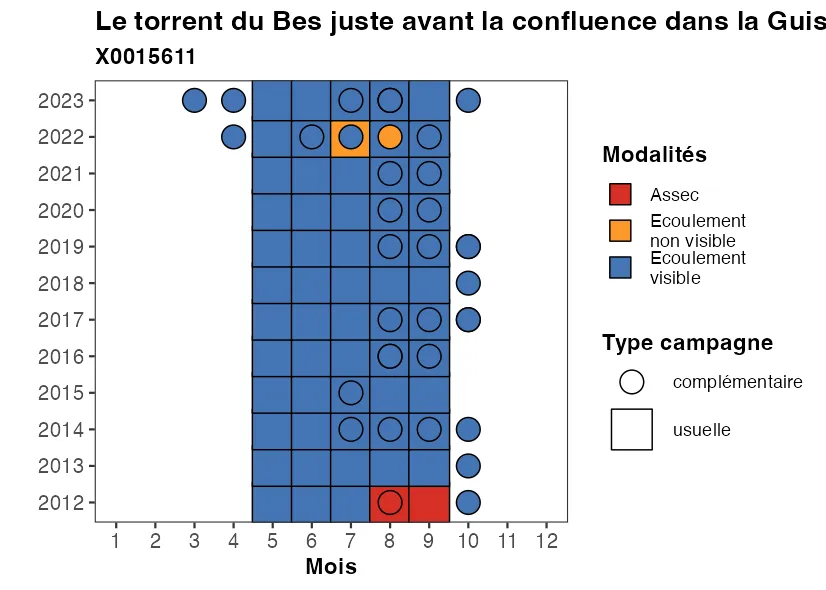 Le torrent du Bes juste avant la confluence dans la Guis
X0015611
2023
2022
2021
2020
2019
2018
2017
2016
2015
2014
2013
2012
1 2 3 4 5 6 7 8 9 10 11 12
Mois
Modalités
Assec
Ecoulement
non visible
Ecoulement
visible
Type campagne
complémentaire
usuelle